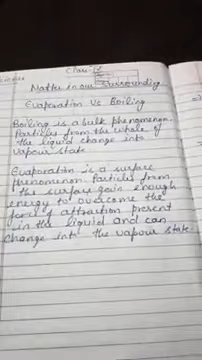 Matter in our Surrounding
Evaporation Vs Boiling
Boiling is a bulk phenomenon
Particles from the whole of
the liquid change into
vapour state
Evaporation is a surface
phenomenon. Particles from
the surface gain enough
energy to overcome the
force of attraction present
in the liquid and can
change into the vapour state